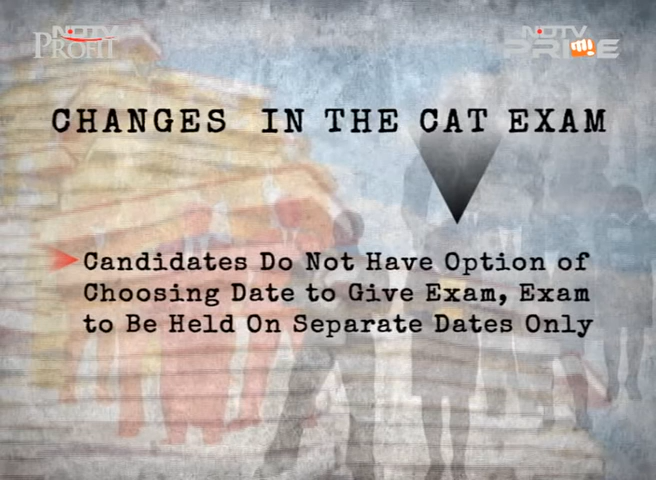 NDTV NDTV
PROFIT PRIME
CHANGES IN THE CAT EXAM
Candidates Do Not Have Option of
Choosing Date to Give Exam, Exam
to Be Held On Separate Dates Only